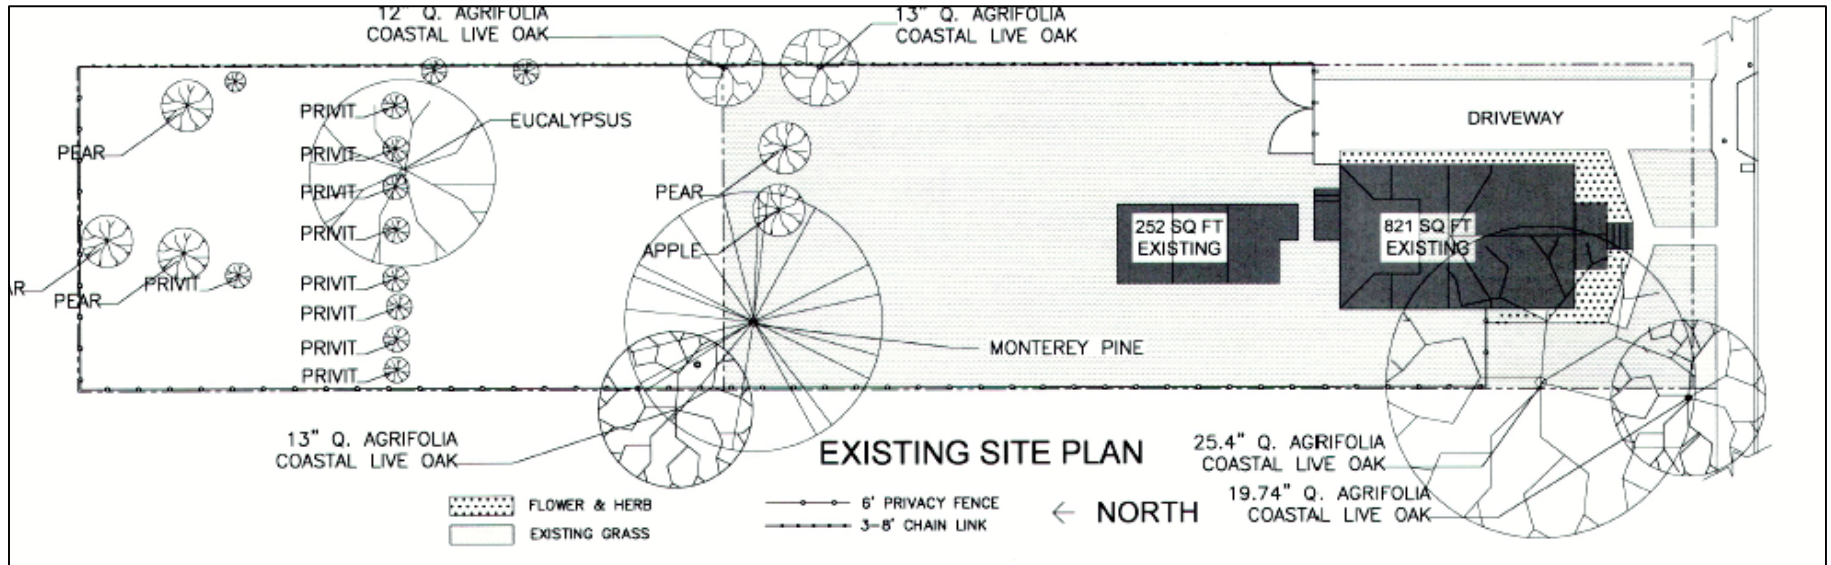 12" Q. AGRIFOLIA
COASTAL LIVE OAK
13" Q. AGRIFOLIA
COASTAL LIVE OAK
PRIVIT
EUCALYPSUS
DRIVEWAY
PEAR
PRIVIT
PRIVIT
PEAR
252 SQ FT
EXISTING
821 SQ FT
EXISTING
PRIVIT
APPLE
PRIVIT
PRIVIT
AR
PEAR
PRIVIT
PRIVIT
MONTEREY PINE
PRIVIT
13" Q. AGRIFOLIA
COASTAL LIVE OAK
EXISTING SITE PLAN
25.4" Q. AGRIFOLIA
COASTAL LIVE OAK
19.74" Q. AGRIFOLIA
COASTAL LIVE OAK
FLOWER & HERB
EXISTING GRASS
6' PRIVACY FENCE
3-8' CHAIN LINK
NORTH